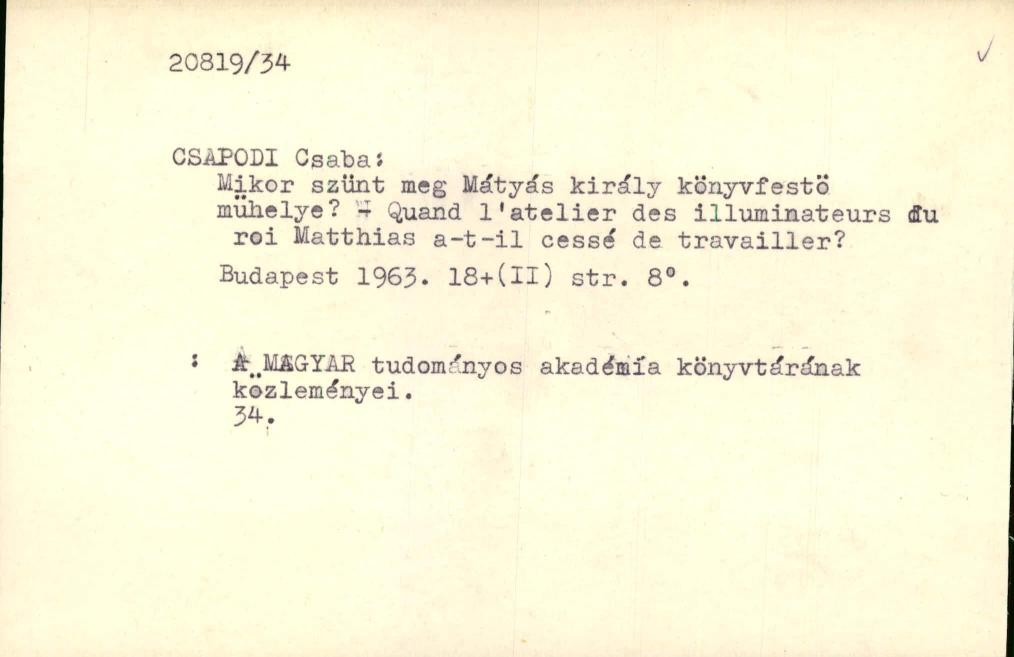 20819/34
CSAPODI Csaba:
Mikor szünt meg Mátyás király könyvfestö
mühelye? = Quand l'atelier des illuminateurs du
roi Matthias a-t-il cessé de travailler?
Budapest 1963. 18+(II) str. 8°.
: A MAGYAR tudományos akadémía könyvtárának
közleményei.
34.